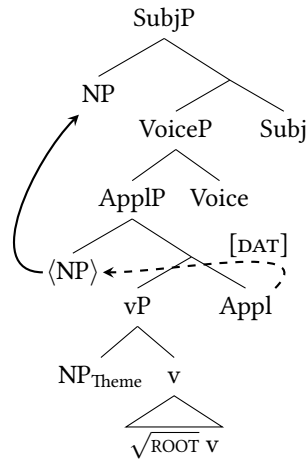 SubjP
NP
VoiceP Subj
ApplP Voice
[DAT]
⟨NP⟩
vP Appl
NP_Theme v
√ROOT v